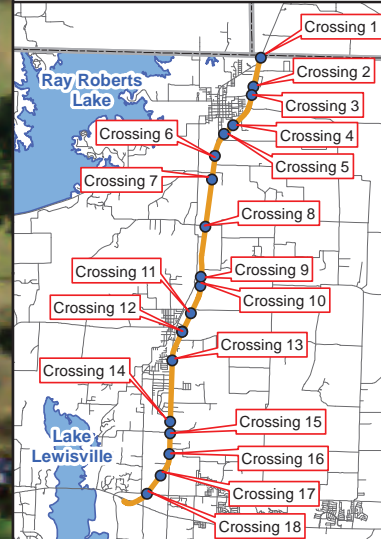 Crossing 1
Ray Roberts
Lake
Crossing 2
Crossing 3
Crossing 4
Crossing 6
Crossing 5
Crossing 7
Crossing 8
Crossing 9
Crossing 11
Crossing 10
Crossing 12
Crossing 13
Crossing 14
Crossing 15
Lake
Lewisville
Crossing 16
Crossing 17
Crossing 18